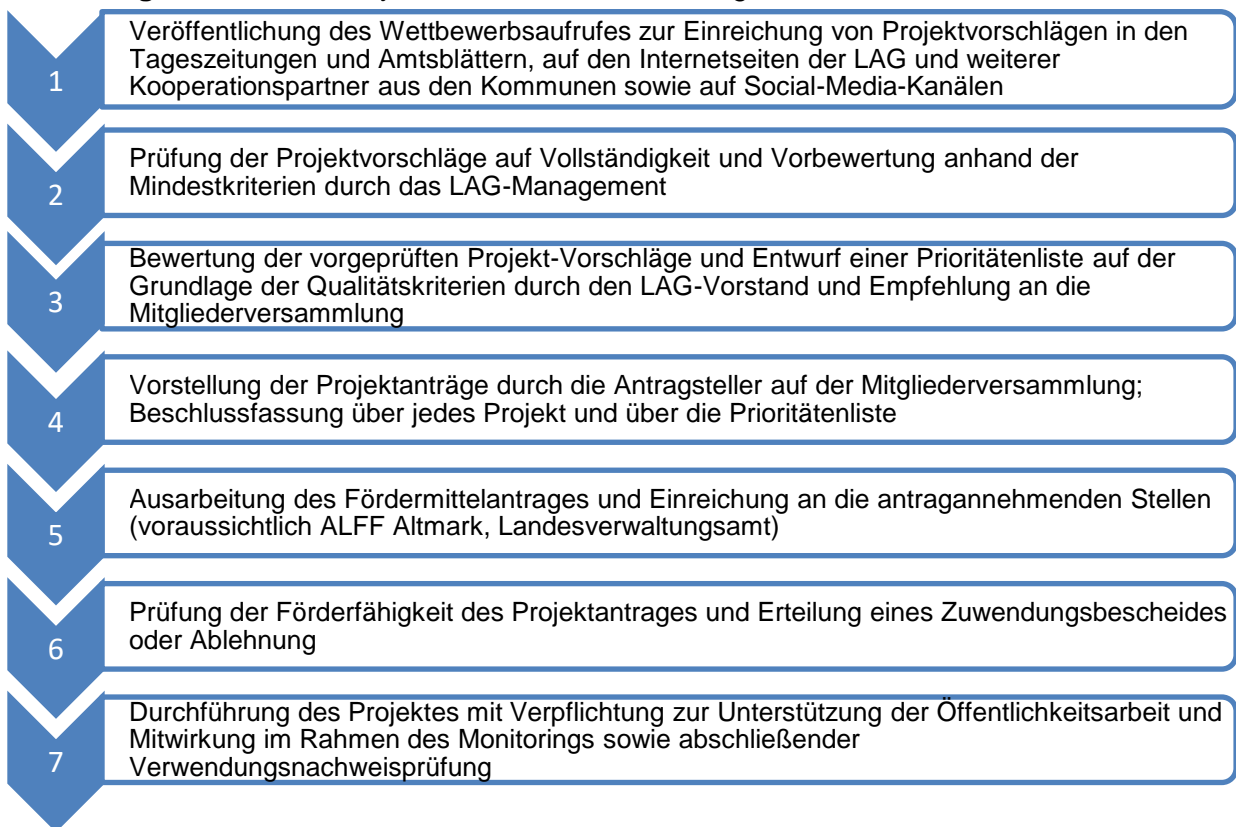 Veröffentlichung des Wettbewerbsaufrufes zur Einreichung von Projektvorschlägen in den
Tageszeitungen und Amtsblättern, auf den Internetseiten der LAG und weiterer
1
Kooperationspartner aus den Kommunen sowie auf Social-Media-Kanälen
Prüfung der Projektvorschläge auf Vollständigkeit und Vorbewertung anhand der
2
Mindestkriterien durch das LAG-Management
Bewertung der vorgeprüften Projekt-Vorschläge und Entwurf einer Prioritätenliste auf der
Grundlage der Qualitätskriterien durch den LAG-Vorstand und Empfehlung an die
3
Mitgliederversammlung
Vorstellung der Projektanträge durch die Antragsteller auf der Mitgliederversammlung;
4
Beschlussfassung über jedes Projekt und über die Prioritätenliste
Ausarbeitung des Fördermittelantrages und Einreichung an die antragannehmenden Stellen
5
(voraussichtlich ALFF Altmark, Landesverwaltungsamt)
Prüfung der Förderfähigkeit des Projektantrages und Erteilung eines Zuwendungsbescheides
6
oder Ablehnung
Durchführung des Projektes mit Verpflichtung zur Unterstützung der Öffentlichkeitsarbeit und
Mitwirkung im Rahmen des Monitorings sowie abschließender
7
Verwendungsnachweisprüfung